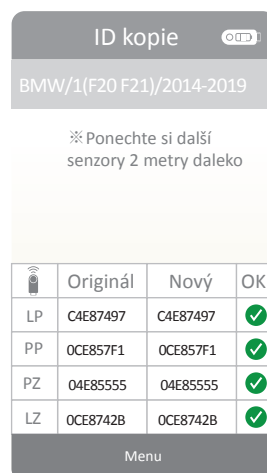 ID kopie
BMW/1(F20 F21)/2014-2019
※ Ponechte si další
senzory 2 metry daleko
Originál Nový OK
LP C4E87497 C4E87497
PP 0CE857F1 0CE857F1
PZ 04E85555 04E85555
LZ 0CE8742B 0CE8742B
Menu